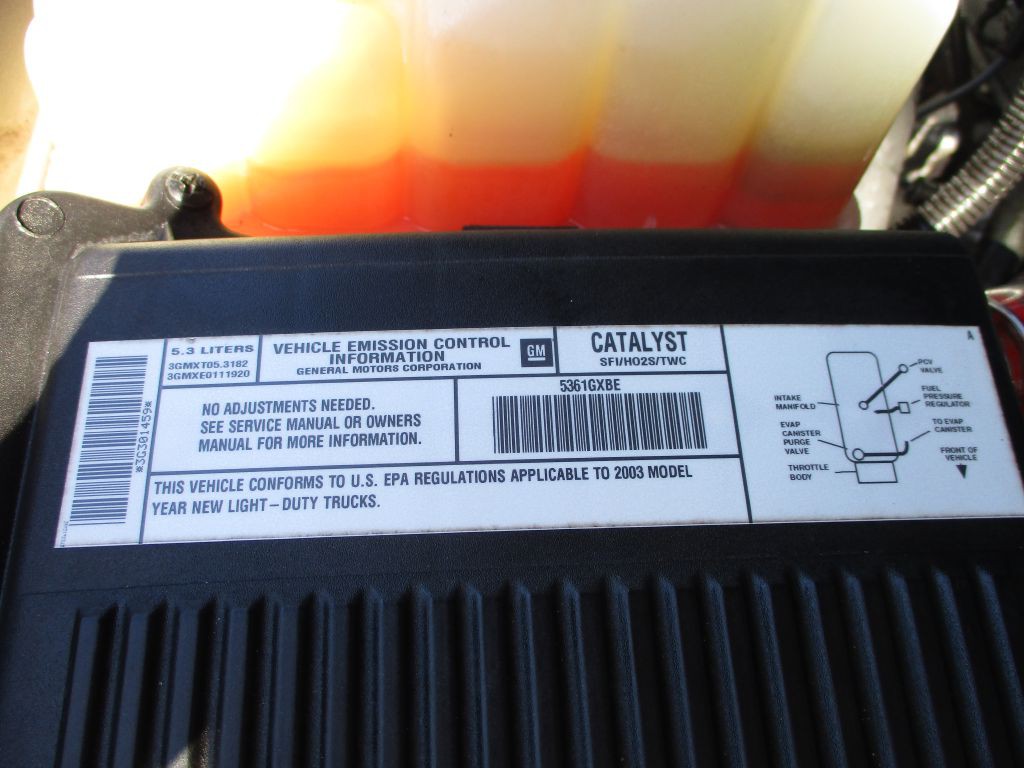 *3G301459*
5.3 LITERS
3GMXT05.3182
3GMXE0111920
VEHICLE EMISSION CONTROL
INFORMATION
GENERAL MOTORS CORPORATION
GM
CATALYST
SFI/HO2S/TWC
NO ADJUSTMENTS NEEDED.
SEE SERVICE MANUAL OR OWNERS
MANUAL FOR MORE INFORMATION.
5361GXBE
THIS VEHICLE CONFORMS TO U.S. EPA REGULATIONS APPLICABLE TO 2003 MODEL
YEAR NEW LIGHT-DUTY TRUCKS.
A
PCV
VALVE
FUEL
PRESSURE
REGULATOR
INTAKE
MANIFOLD
TO EVAP
CANISTER
EVAP
CANISTER
PURGE
VALVE
FRONT OF
VEHICLE
THROTTLE
BODY